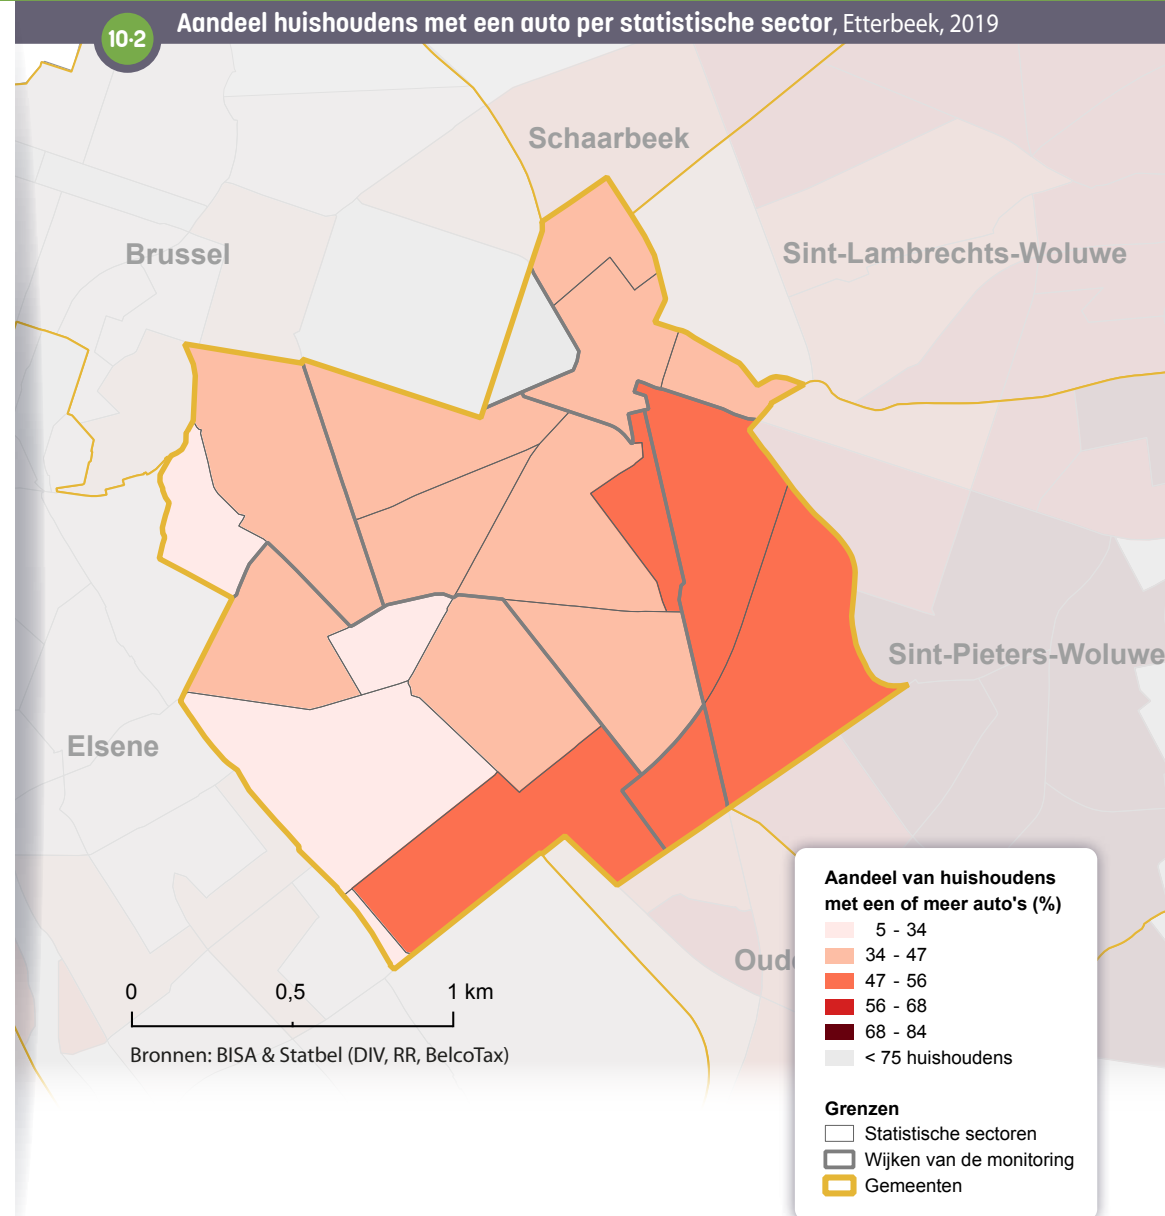 10·2 Aandeel huishoudens met een auto per statistische sector, Etterbeek, 2019
Schaarbeek
Brussel
Sint-Lambrechts-Woluwe
Sint-Pieters-Woluwe
Elsene
Oud
0 0,5 1 km
Bronnen: BISA & Statbel (DIV, RR, BelcoTax)
Aandeel van huishoudens
met een of meer auto's (%)
5 - 34
34 - 47
47 - 56
56 - 68
68 - 84
< 75 huishoudens
Grenzen
Statistische sectoren
Wijken van de monitoring
Gemeenten